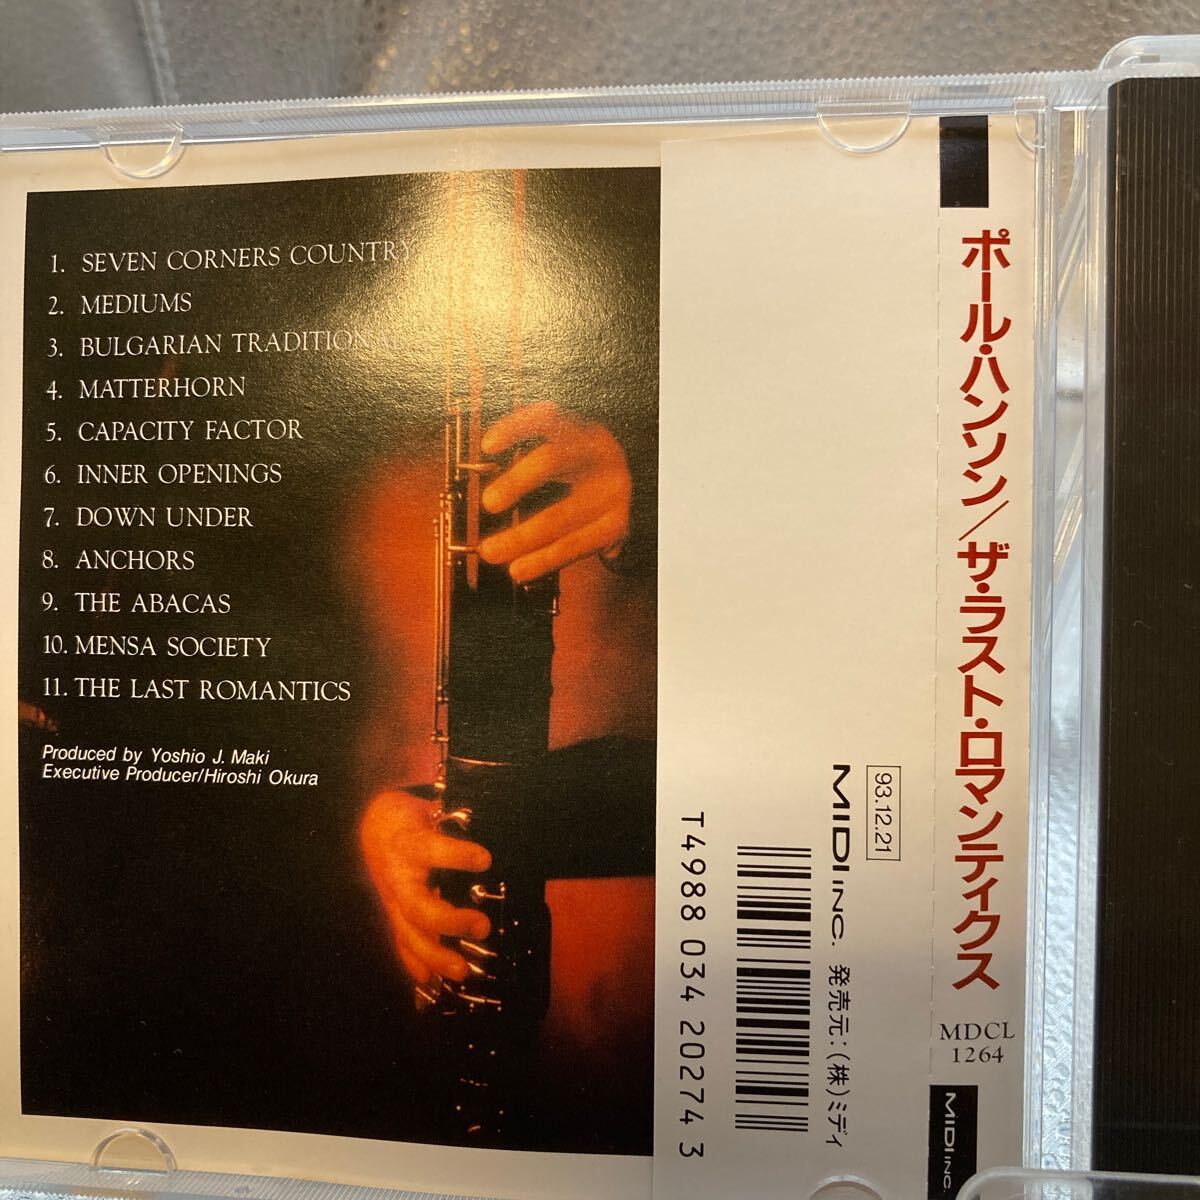 1. SEVEN CORNERS COUNTRY
2. MEDIUMS
3. BULGARIAN TRADITIONAL
4. MATTERHORN
5. CAPACITY FACTOR
6. INNER OPENINGS
7. DOWN UNDER
8. ANCHORS
9. THE ABACAS
10. MENSA SOCIETY
11. THE LAST ROMANTICS
Produced by Yoshio J. Maki
Executive Producer/Hiroshi Okura
T4988 034 20274 3
93.12.21
MIDI INC. 発売元:(株)ミディ
ポール・ハンソン/ザ・ラスト・ロマンティクス
MDCL
1264
MIDI INC.